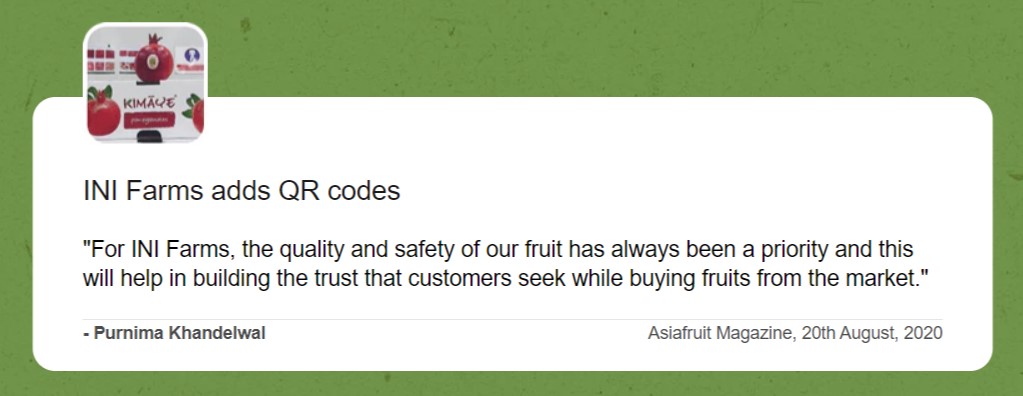 KIMĀYE
INI Farms adds QR codes
"For INI Farms, the quality and safety of our fruit has always been a priority and this
will help in building the trust that customers seek while buying fruits from the market."
- Purnima Khandelwal
Asiafruit Magazine, 20th August, 2020